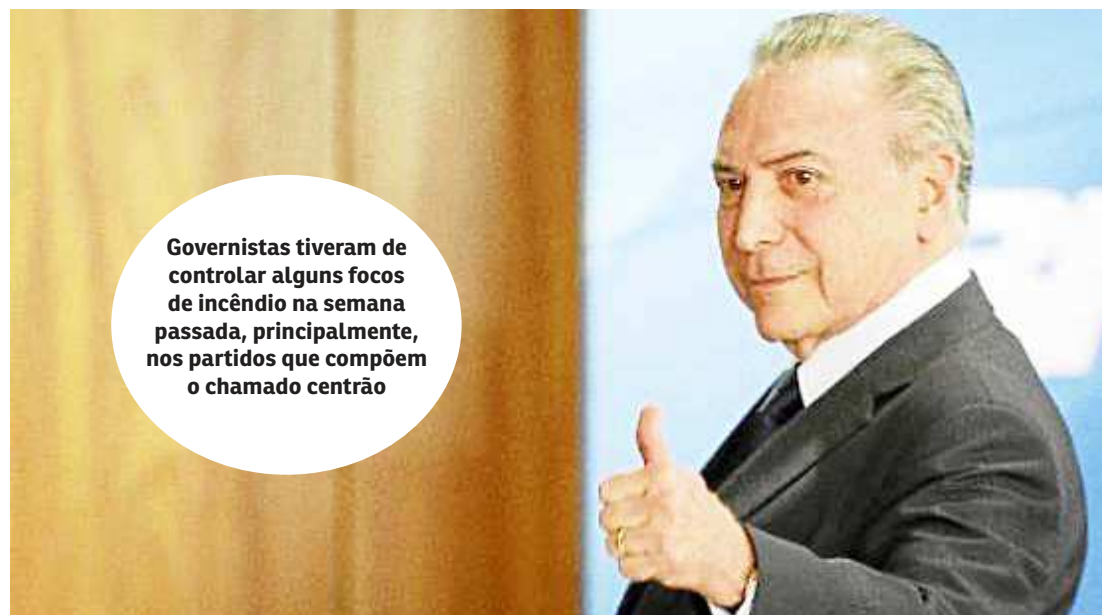 Governistas tiveram de
controlar alguns focos
de incêndio na semana
passada, principalmente,
nos partidos que compõem
o chamado centrão